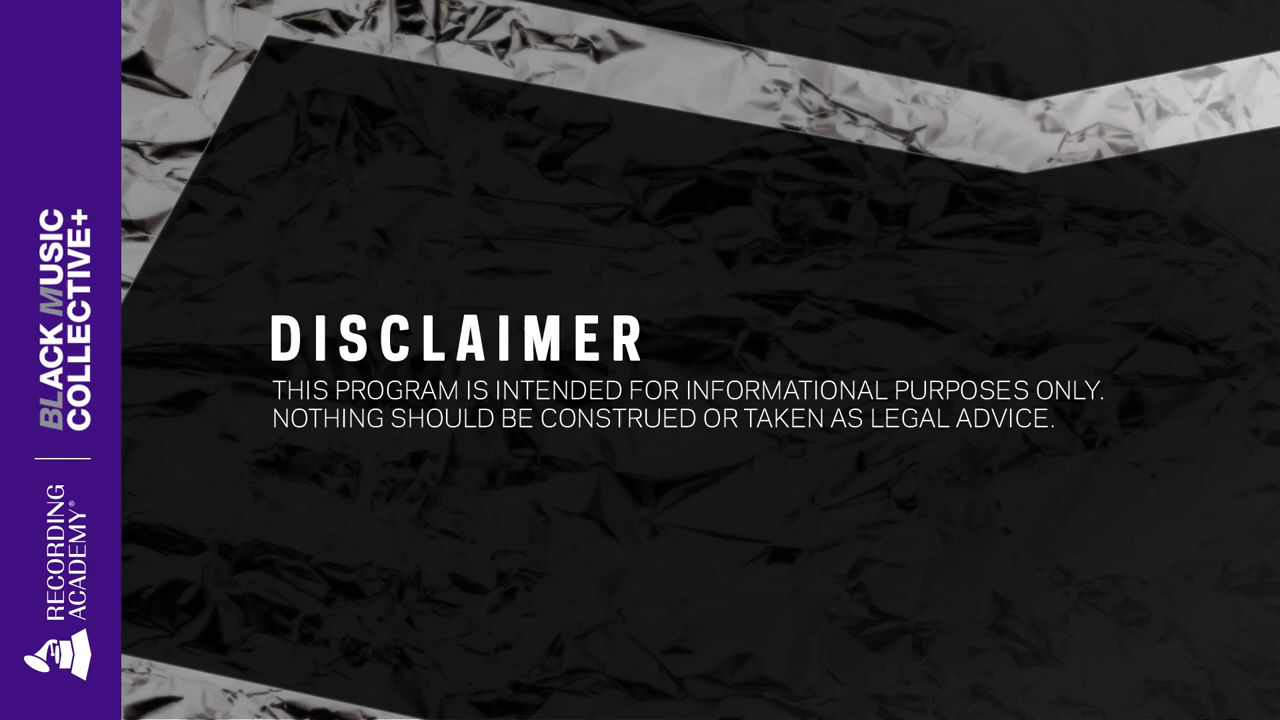 BLACK MUSIC
COLLECTIVE+
RECORDING
ACADEMY®
DISCLAIMER
THIS PROGRAM IS INTENDED FOR INFORMATIONAL PURPOSES ONLY.
NOTHING SHOULD BE CONSTRUED OR TAKEN AS LEGAL ADVICE.